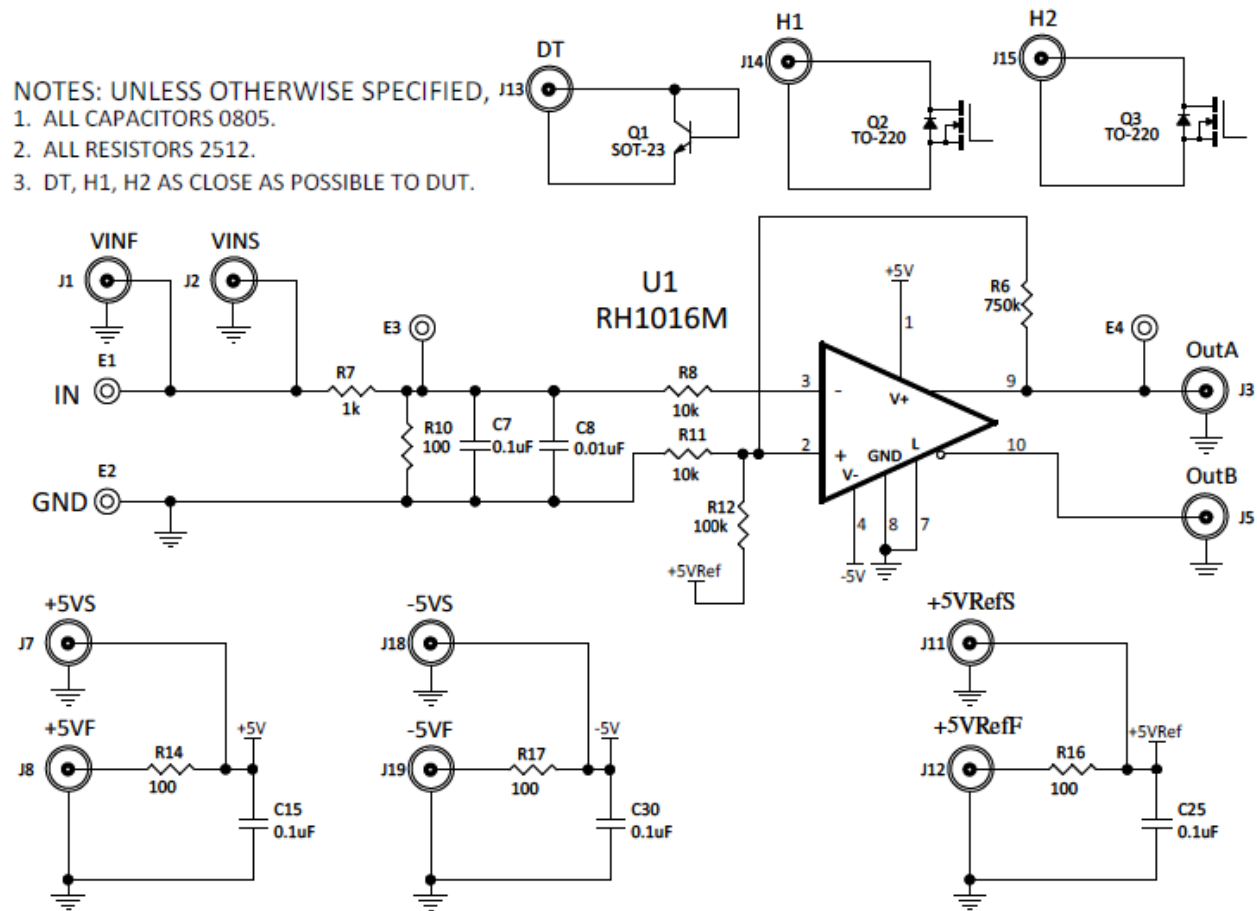 H1
H2
DT
J14
J15
J13
NOTES: UNLESS OTHERWISE SPECIFIED,
1. ALL CAPACITORS 0805.
2. ALL RESISTORS 2512.
3. DT, H1, H2 AS CLOSE AS POSSIBLE TO DUT.
Q1
SOT-23
Q2
TO-220
Q3
TO-220
VINF
VINS
J1
J2
U1
RH1016M
+5V
R6
750k
E3
E4
1
E1
IN
R7
1k
R8
10k
3
-
V+
9
OutA
J3
R10
100
C7
0.1uF
C8
0.01uF
R11
10k
2
+
GND
L
V-
10
E2
GND
R12
100k
4
8
7
OutB
J5
+5VRef
-5V
+5VS
J7
-5VS
J18
+5VRefS
J11
+5VF
J8
R14
100
+5V
C15
0.1uF
-5VF
J19
R17
100
-5V
C30
0.1uF
+5VRefF
J12
R16
100
+5VRef
C25
0.1uF